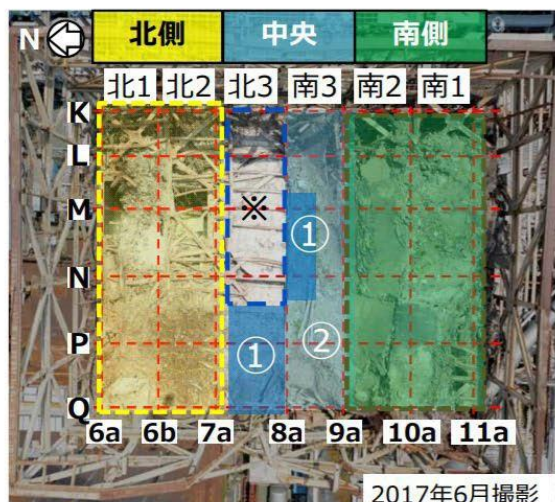 N 北側 中央 南側
北1 北2 北3 南3 南2 南1
K
L
M ※ ①
N
P ① ②
Q
6a 6b 7a 8a 9a 10a 11a
2017年6月撮影